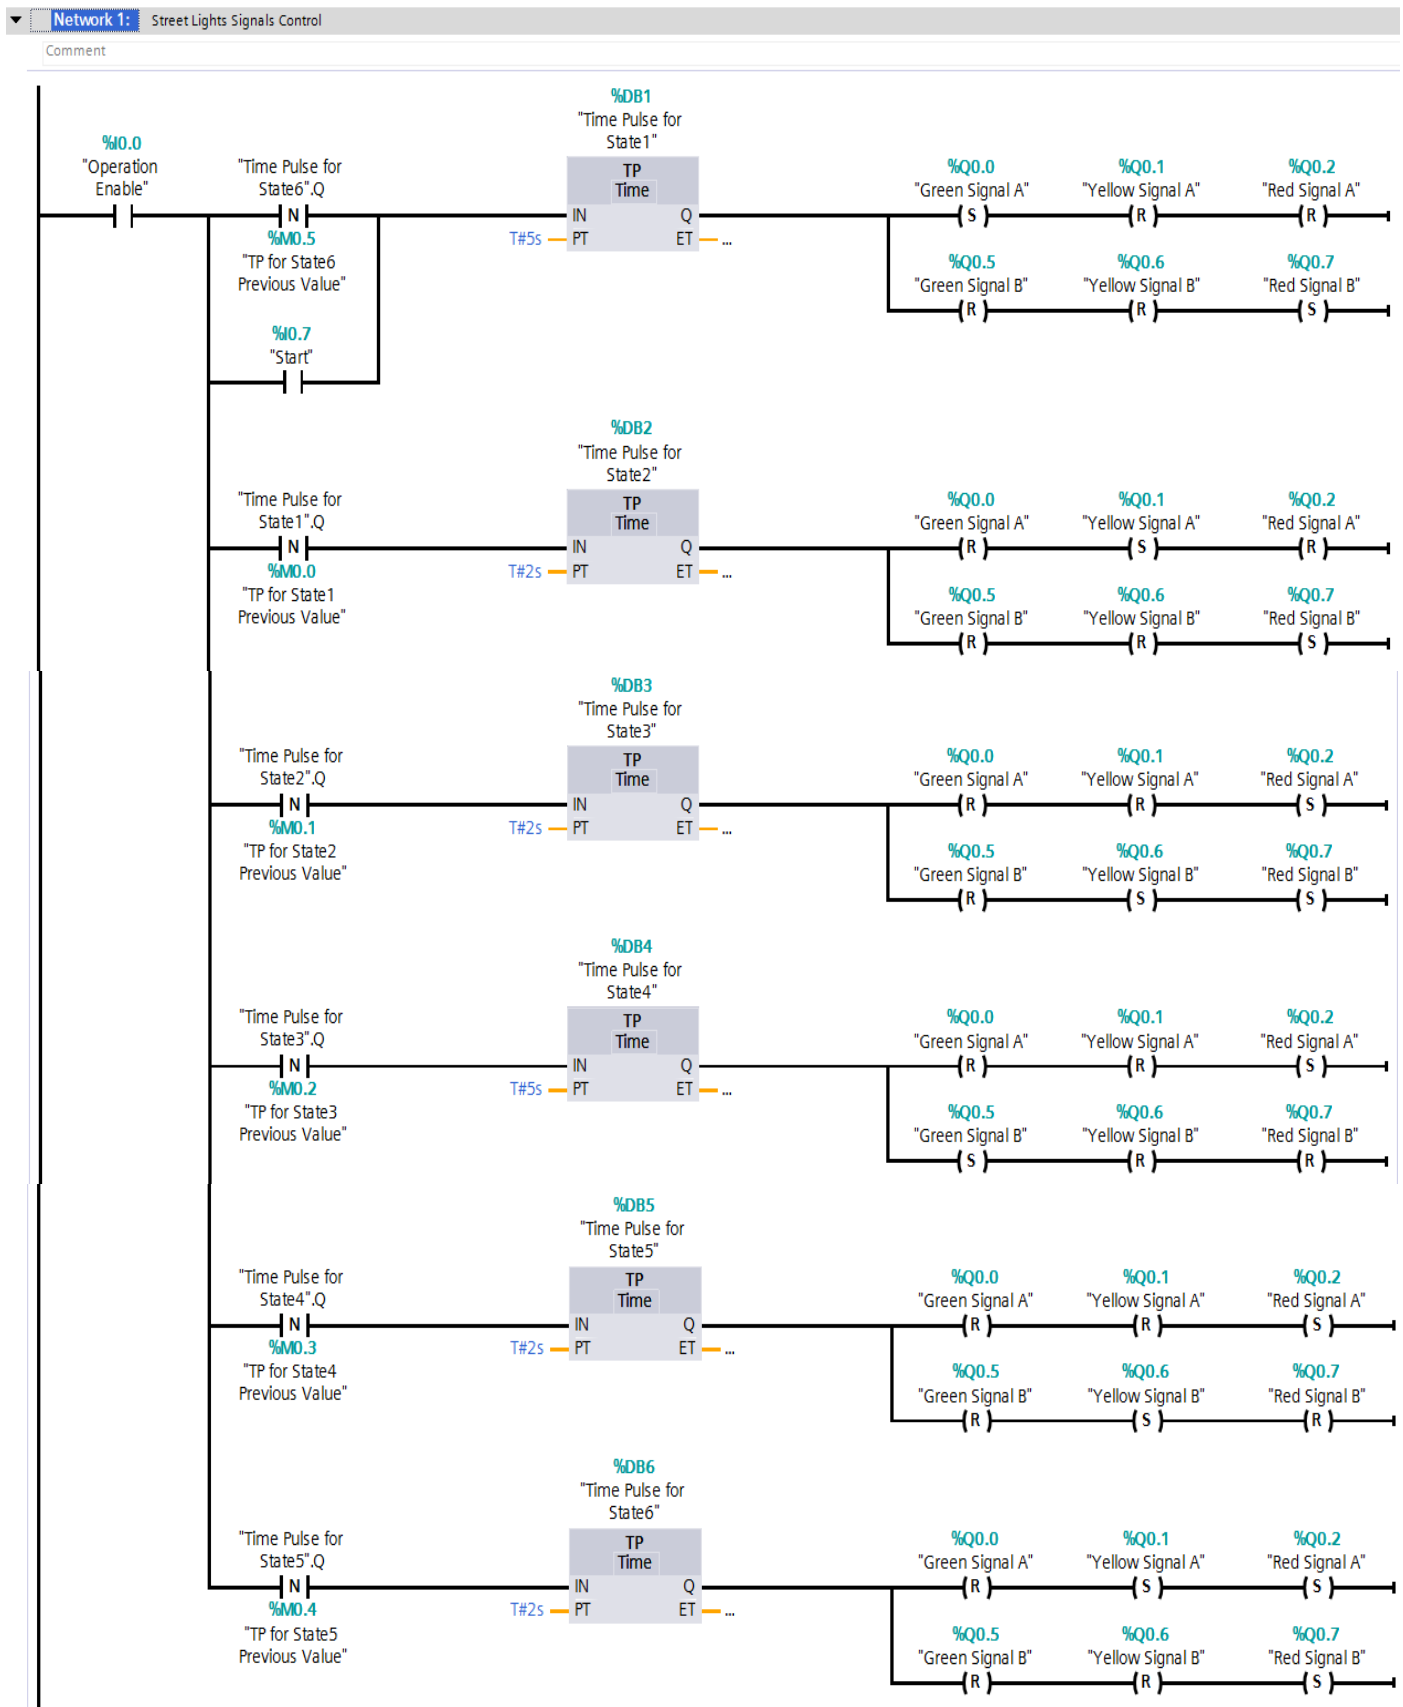 Network 1: Street Lights Signals Control
Comment
%DB1
"Time Pulse for
State1"
%I0.0
"Operation
Enable"
"Time Pulse for
State6".Q
N
%M0.5
"TP for State6
Previous Value"
%I0.7
"Start"
TP
Time
IN Q
T#5s PT ET ...
%Q0.0 %Q0.1 %Q0.2
"Green Signal A" "Yellow Signal A" "Red Signal A"
S R R
%Q0.5 %Q0.6 %Q0.7
"Green Signal B" "Yellow Signal B" "Red Signal B"
R R S
%DB2
"Time Pulse for
State2"
"Time Pulse for
State1".Q
N
%M0.0
"TP for State1
Previous Value"
TP
Time
IN Q
T#2s PT ET ...
%Q0.0 %Q0.1 %Q0.2
"Green Signal A" "Yellow Signal A" "Red Signal A"
R S R
%Q0.5 %Q0.6 %Q0.7
"Green Signal B" "Yellow Signal B" "Red Signal B"
R R S
%DB3
"Time Pulse for
State3"
"Time Pulse for
State2".Q
N
%M0.1
"TP for State2
Previous Value"
TP
Time
IN Q
T#2s PT ET ...
%Q0.0 %Q0.1 %Q0.2
"Green Signal A" "Yellow Signal A" "Red Signal A"
R R S
%Q0.5 %Q0.6 %Q0.7
"Green Signal B" "Yellow Signal B" "Red Signal B"
R S S
%DB4
"Time Pulse for
State4"
"Time Pulse for
State3".Q
N
%M0.2
"TP for State3
Previous Value"
TP
Time
IN Q
T#5s PT ET ...
%Q0.0 %Q0.1 %Q0.2
"Green Signal A" "Yellow Signal A" "Red Signal A"
R R S
%Q0.5 %Q0.6 %Q0.7
"Green Signal B" "Yellow Signal B" "Red Signal B"
S R R
%DB5
"Time Pulse for
State5"
"Time Pulse for
State4".Q
N
%M0.3
"TP for State4
Previous Value"
TP
Time
IN Q
T#2s PT ET ...
%Q0.0 %Q0.1 %Q0.2
"Green Signal A" "Yellow Signal A" "Red Signal A"
R R S
%Q0.5 %Q0.6 %Q0.7
"Green Signal B" "Yellow Signal B" "Red Signal B"
R S R
%DB6
"Time Pulse for
State6"
"Time Pulse for
State5".Q
N
%M0.4
"TP for State5
Previous Value"
TP
Time
IN Q
T#2s PT ET ...
%Q0.0 %Q0.1 %Q0.2
"Green Signal A" "Yellow Signal A" "Red Signal A"
R S S
%Q0.5 %Q0.6 %Q0.7
"Green Signal B" "Yellow Signal B" "Red Signal B"
R R S